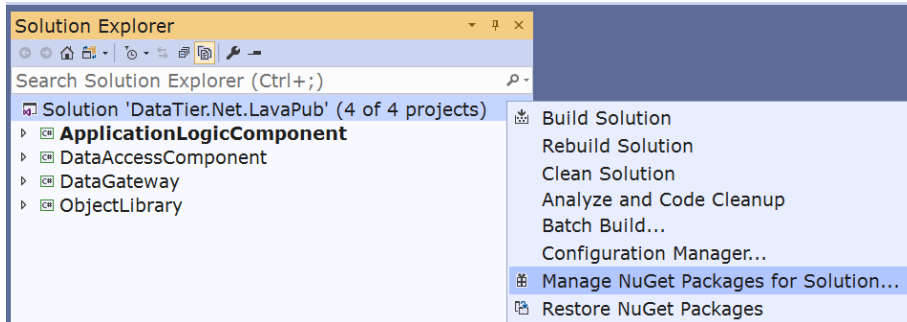 Solution Explorer
Search Solution Explorer (Ctrl+;)
Solution 'DataTier.Net.LavaPub' (4 of 4 projects)
C# ApplicationLogicComponent
C# DataAccessComponent
C# DataGateway
C# ObjectLibrary
Build Solution
Rebuild Solution
Clean Solution
Analyze and Code Cleanup
Batch Build...
Configuration Manager...
Manage NuGet Packages for Solution...
Restore NuGet Packages